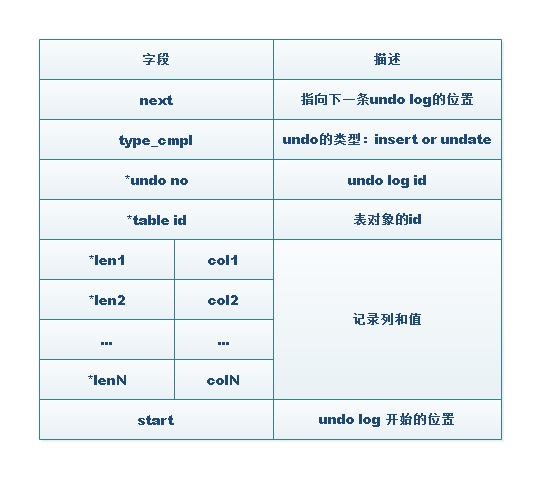 字段 描述
next 指向下一条undo log的位置
type_cmpl undo的类型：insert or undate
*undo no undo log id
*table id 表对象的id
*len1 col1
*len2 col2
记录列和值
... ...
*lenN colN
start undo log 开始的位置